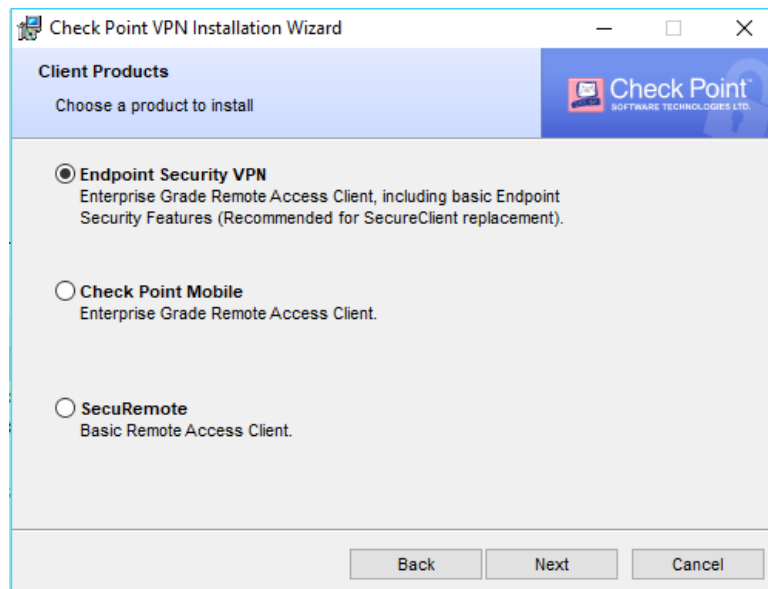 Check Point VPN Installation Wizard
Client Products
Choose a product to install
Check Point™
SOFTWARE TECHNOLOGIES LTD.
Endpoint Security VPN
Enterprise Grade Remote Access Client, including basic Endpoint
Security Features (Recommended for SecureClient replacement).
Check Point Mobile
Enterprise Grade Remote Access Client.
SecuRemote
Basic Remote Access Client.
Back
Next
Cancel